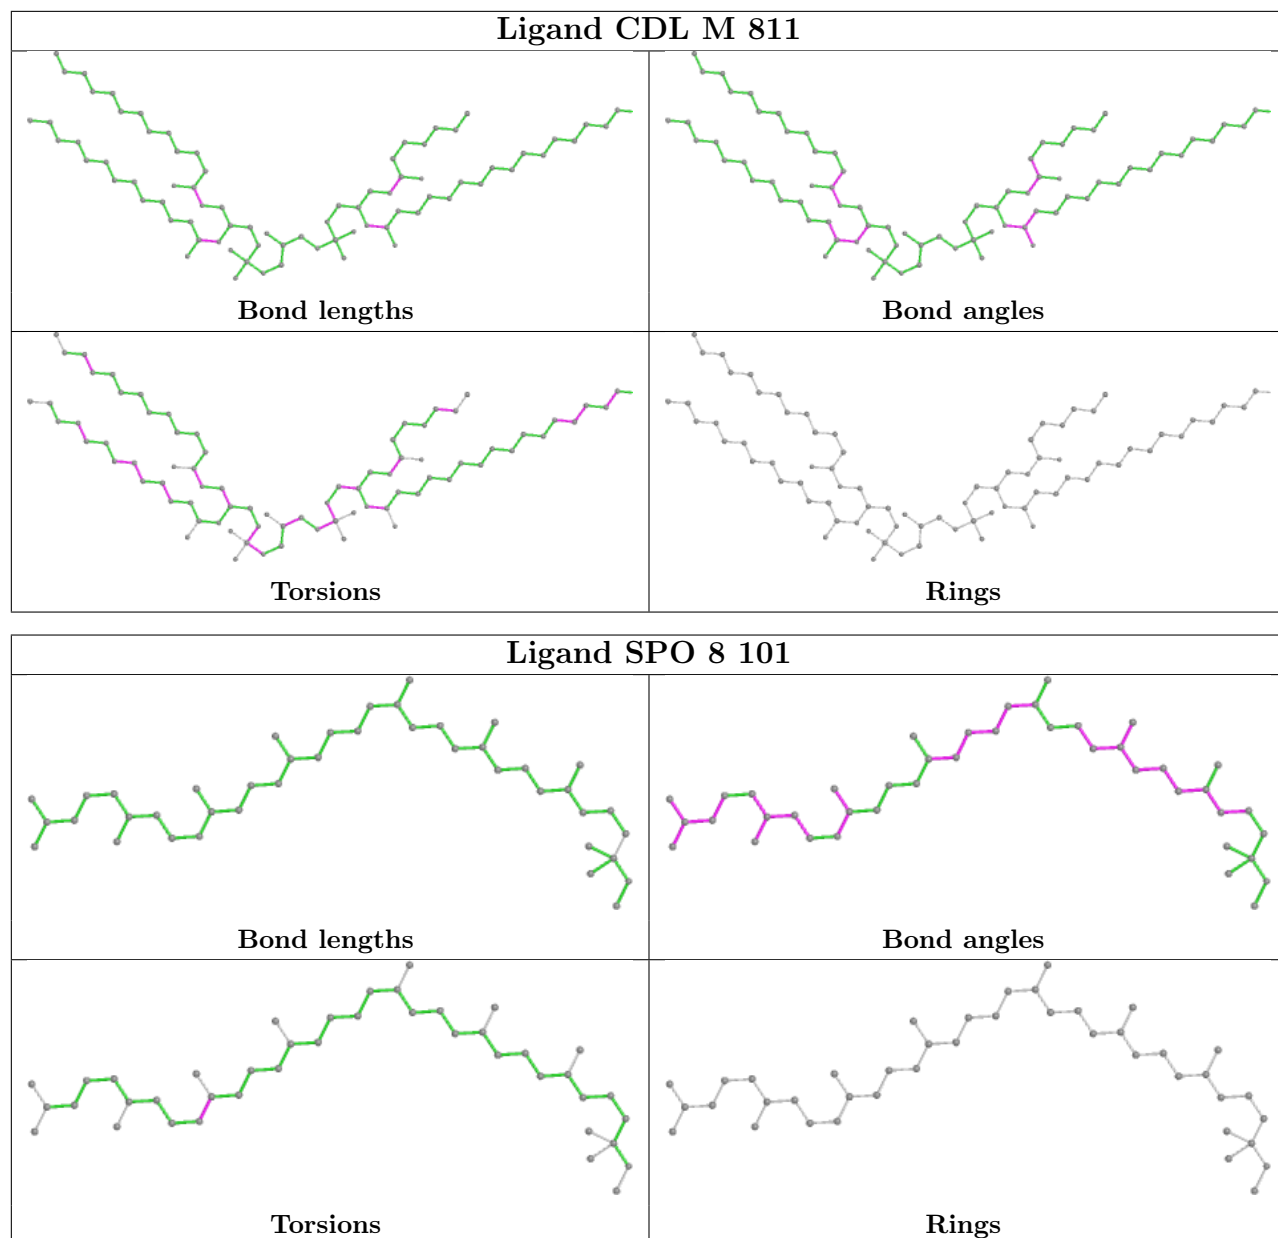 Ligand CDL M 811
Bond lengths
Bond angles
Torsions
Rings
Ligand SPO 8 101
Bond lengths
Bond angles
Torsions
Rings